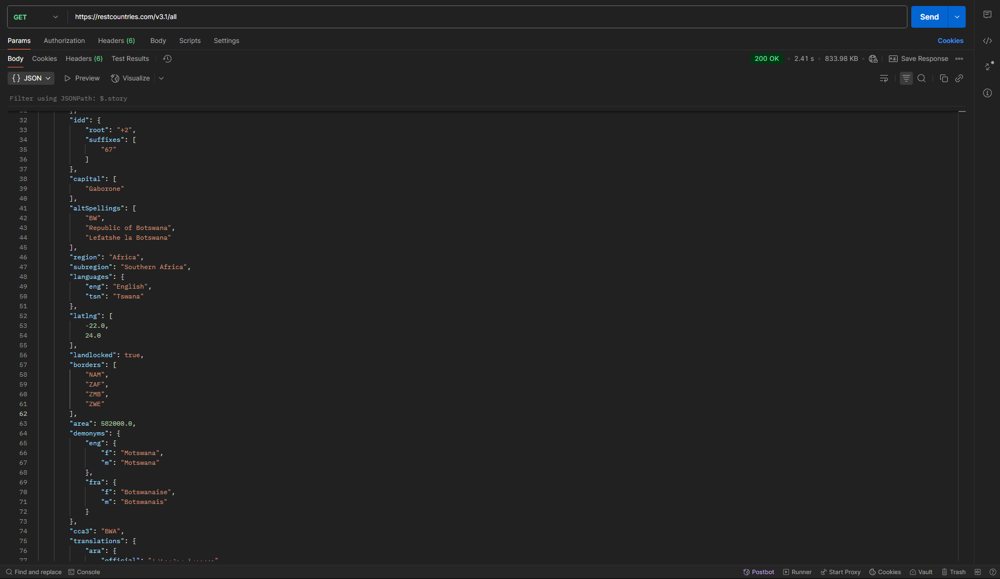 GET https://restcountries.com/v3.1/all Send
Params Authorization Headers (6) Body Scripts Settings Cookies
Body Cookies Headers (6) Test Results 200 OK • 2.41 s • 833.98 KB • Save Response
{} JSON Preview Visualize
Filter using JSONPath: $.story
31 },
32 "idd": {
33 "root": "+2",
34 "suffixes": [
35 "67"
36 ]
37 },
38 "capital": [
39 "Gaborone"
40 ],
41 "altSpellings": [
42 "BW",
43 "Republic of Botswana",
44 "Lefatshe la Botswana"
45 ],
46 "region": "Africa",
47 "subregion": "Southern Africa",
48 "languages": {
49 "eng": "English",
50 "tsn": "Tswana"
51 },
52 "latlng": [
53 -22.0,
54 24.0
55 ],
56 "landlocked": true,
57 "borders": [
58 "NAM",
59 "ZAF",
60 "ZMB",
61 "ZWE"
62 ],
63 "area": 582000.0,
64 "demonyms": {
65 "eng": {
66 "f": "Motswana",
67 "m": "Motswana"
68 },
69 "fra": {
70 "f": "Botswanaise",
71 "m": "Botswanais"
72 }
73 },
74 "cca3": "BWA",
75 "translations": {
76 "ara": {
77 "official":
Find and replace Console Postbot Runner Start Proxy Cookies Vault Trash